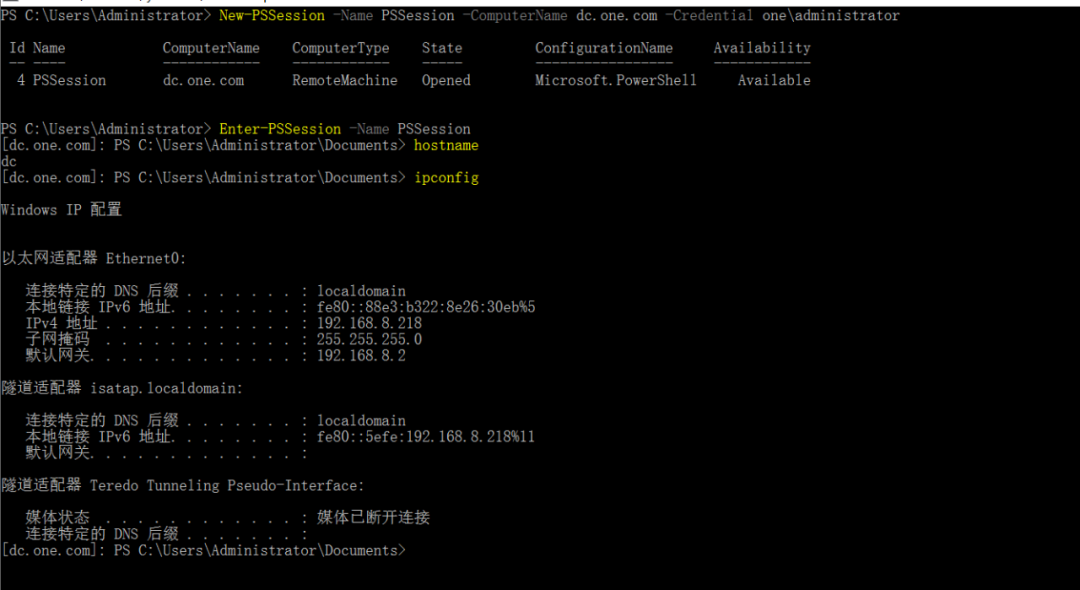 PS C:\Users\Administrator> New-PSSession -Name PSSession -ComputerName dc.one.com -Credential one\administrator
Id Name ComputerName ComputerType State ConfigurationName Availability
-- ---- ------------ ------------ ----- ----------------- ------------
4 PSSession dc.one.com RemoteMachine Opened Microsoft.PowerShell Available
PS C:\Users\Administrator> Enter-PSSession -Name PSSession
[dc.one.com]: PS C:\Users\Administrator\Documents> hostname
dc
[dc.one.com]: PS C:\Users\Administrator\Documents> ipconfig
Windows IP 配置
以太网适配器 Ethernet0:
连接特定的 DNS 后缀 . . . . . . . : localdomain
本地链接 IPv6 地址. . . . . . . . : fe80::88e3:b322:8e26:30eb%5
IPv4 地址 . . . . . . . . . . . . : 192.168.8.218
子网掩码 . . . . . . . . . . . . : 255.255.255.0
默认网关. . . . . . . . . . . . . : 192.168.8.2
隧道适配器 isatap.localdomain:
连接特定的 DNS 后缀 . . . . . . . : localdomain
本地链接 IPv6 地址. . . . . . . . : fe80::5efe:192.168.8.218%11
默认网关. . . . . . . . . . . . . :
隧道适配器 Teredo Tunneling Pseudo-Interface:
媒体状态 . . . . . . . . . . . . : 媒体已断开连接
连接特定的 DNS 后缀 . . . . . . . :
[dc.one.com]: PS C:\Users\Administrator\Documents>